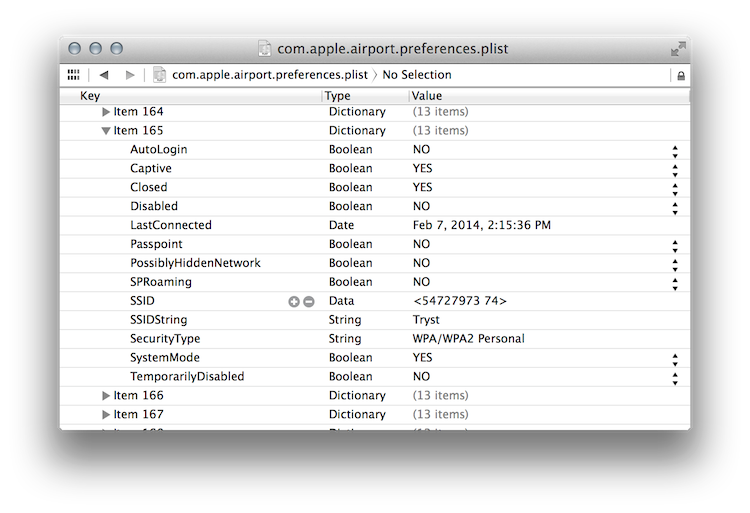 com.apple.airport.preferences.plist
com.apple.airport.preferences.plist 〉 No Selection
Key Type Value
Item 164 Dictionary (13 items)
Item 165 Dictionary (13 items)
AutoLogin Boolean NO
Captive Boolean YES
Closed Boolean YES
Disabled Boolean NO
LastConnected Date Feb 7, 2014, 2:15:36 PM
Passpoint Boolean NO
PossiblyHiddenNetwork Boolean NO
SPRoaming Boolean NO
SSID Data <54727973 74>
SSIDString String Tryst
SecurityType String WPA/WPA2 Personal
SystemMode Boolean YES
TemporarilyDisabled Boolean NO
Item 166 Dictionary (13 items)
Item 167 Dictionary (13 items)